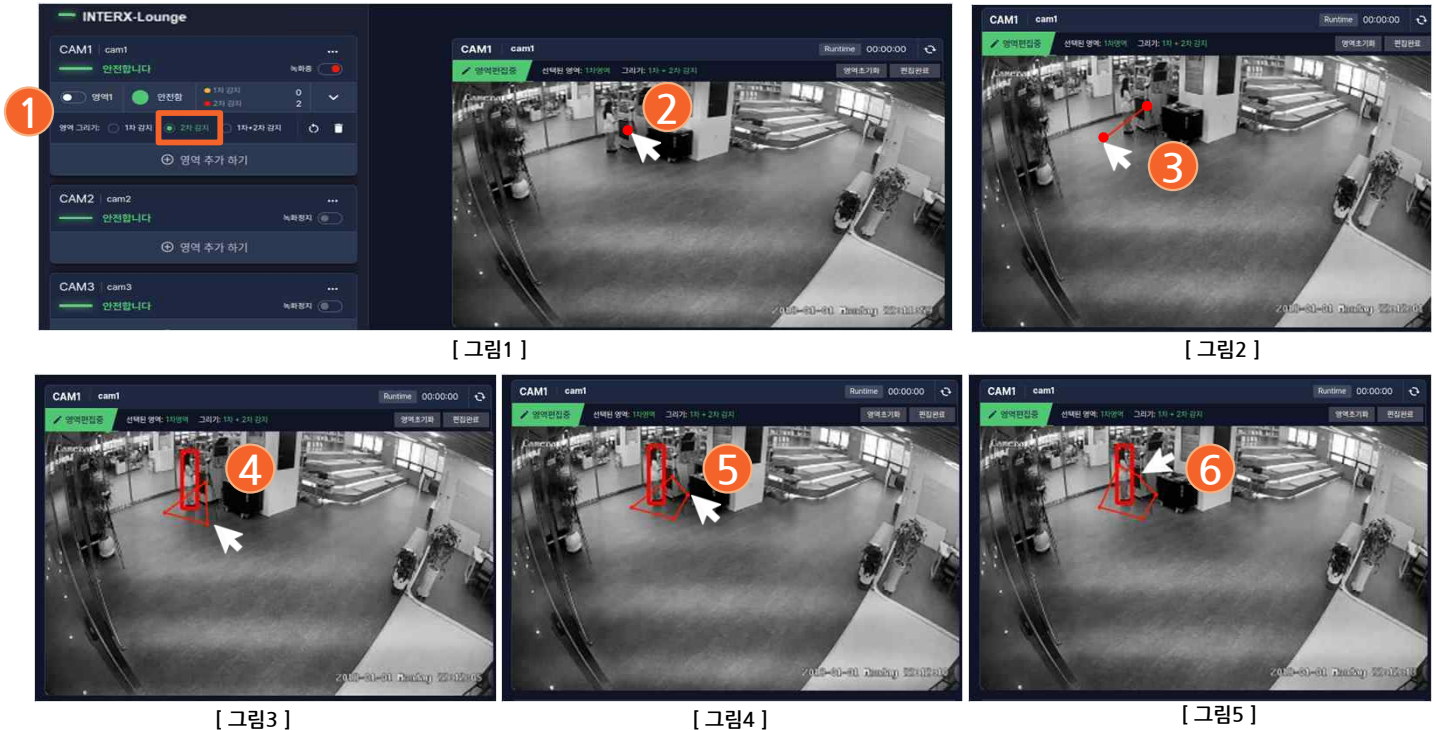 INTERX-Lounge
CAM1 cam1
안전합니다 녹화중
영역1 안전함 1차 감지 0
2차 감지 2
영역 그리기: 1차 감지 2차 감지 1차+2차 감지
영역 추가 하기
CAM2 cam2
안전합니다 녹화정지
영역 추가 하기
CAM3 cam3
안전합니다 녹화정지
1
CAM1 cam1 Runtime 00:00:00
영역편집중 선택된 영역: 1차영역 그리기: 1차 + 2차 감지 영역초기화 편집완료
2
[ 그림1 ]
CAM1 cam1 Runtime 00:00:00
영역편집중 선택된 영역: 1차영역 그리기: 1차 + 2차 감지 영역초기화 편집완료
3
[ 그림2 ]
CAM1 cam1 Runtime 00:00:00
영역편집중 선택된 영역: 1차영역 그리기: 1차 + 2차 감지 영역초기화 편집완료
4
[ 그림3 ]
CAM1 cam1 Runtime 00:00:00
영역편집중 선택된 영역: 1차영역 그리기: 1차 + 2차 감지 영역초기화 편집완료
5
[ 그림4 ]
CAM1 cam1 Runtime 00:00:00
영역편집중 선택된 영역: 1차영역 그리기: 1차 + 2차 감지 영역초기화 편집완료
6
[ 그림5 ]